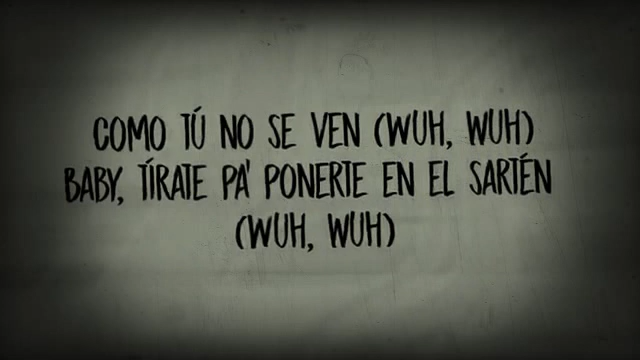 COMO TÚ NO SE VEN (WUH, WUH)
BABY, TÍRATE PA' PONERTE EN EL SARTÉN
(WUH, WUH)